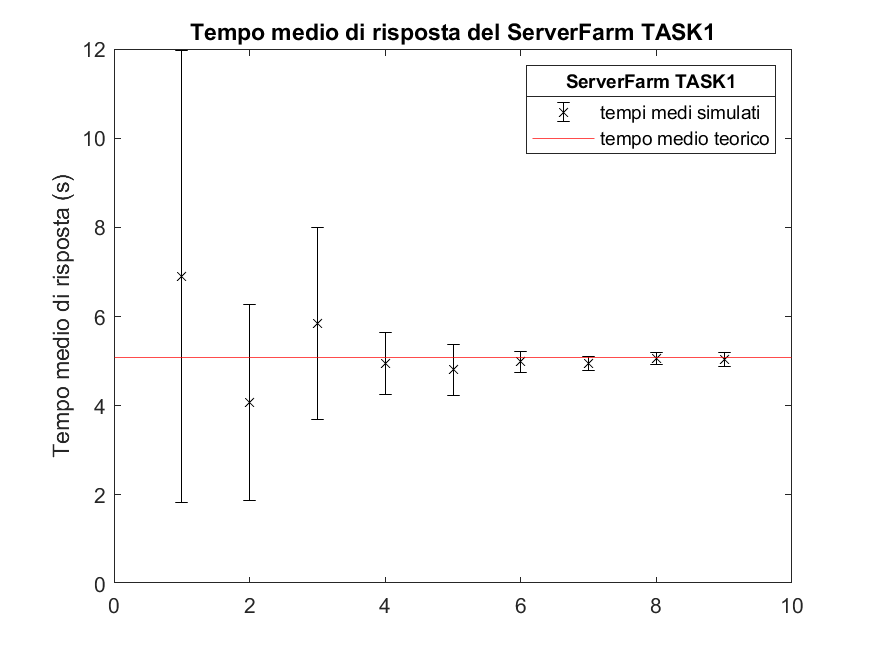 Tempo medio di risposta del ServerFarm TASK1
12
10
8
6
4
2
0
Tempo medio di risposta (s)
ServerFarm TASK1
tempi medi simulati
tempo medio teorico
0 2 4 6 8 10